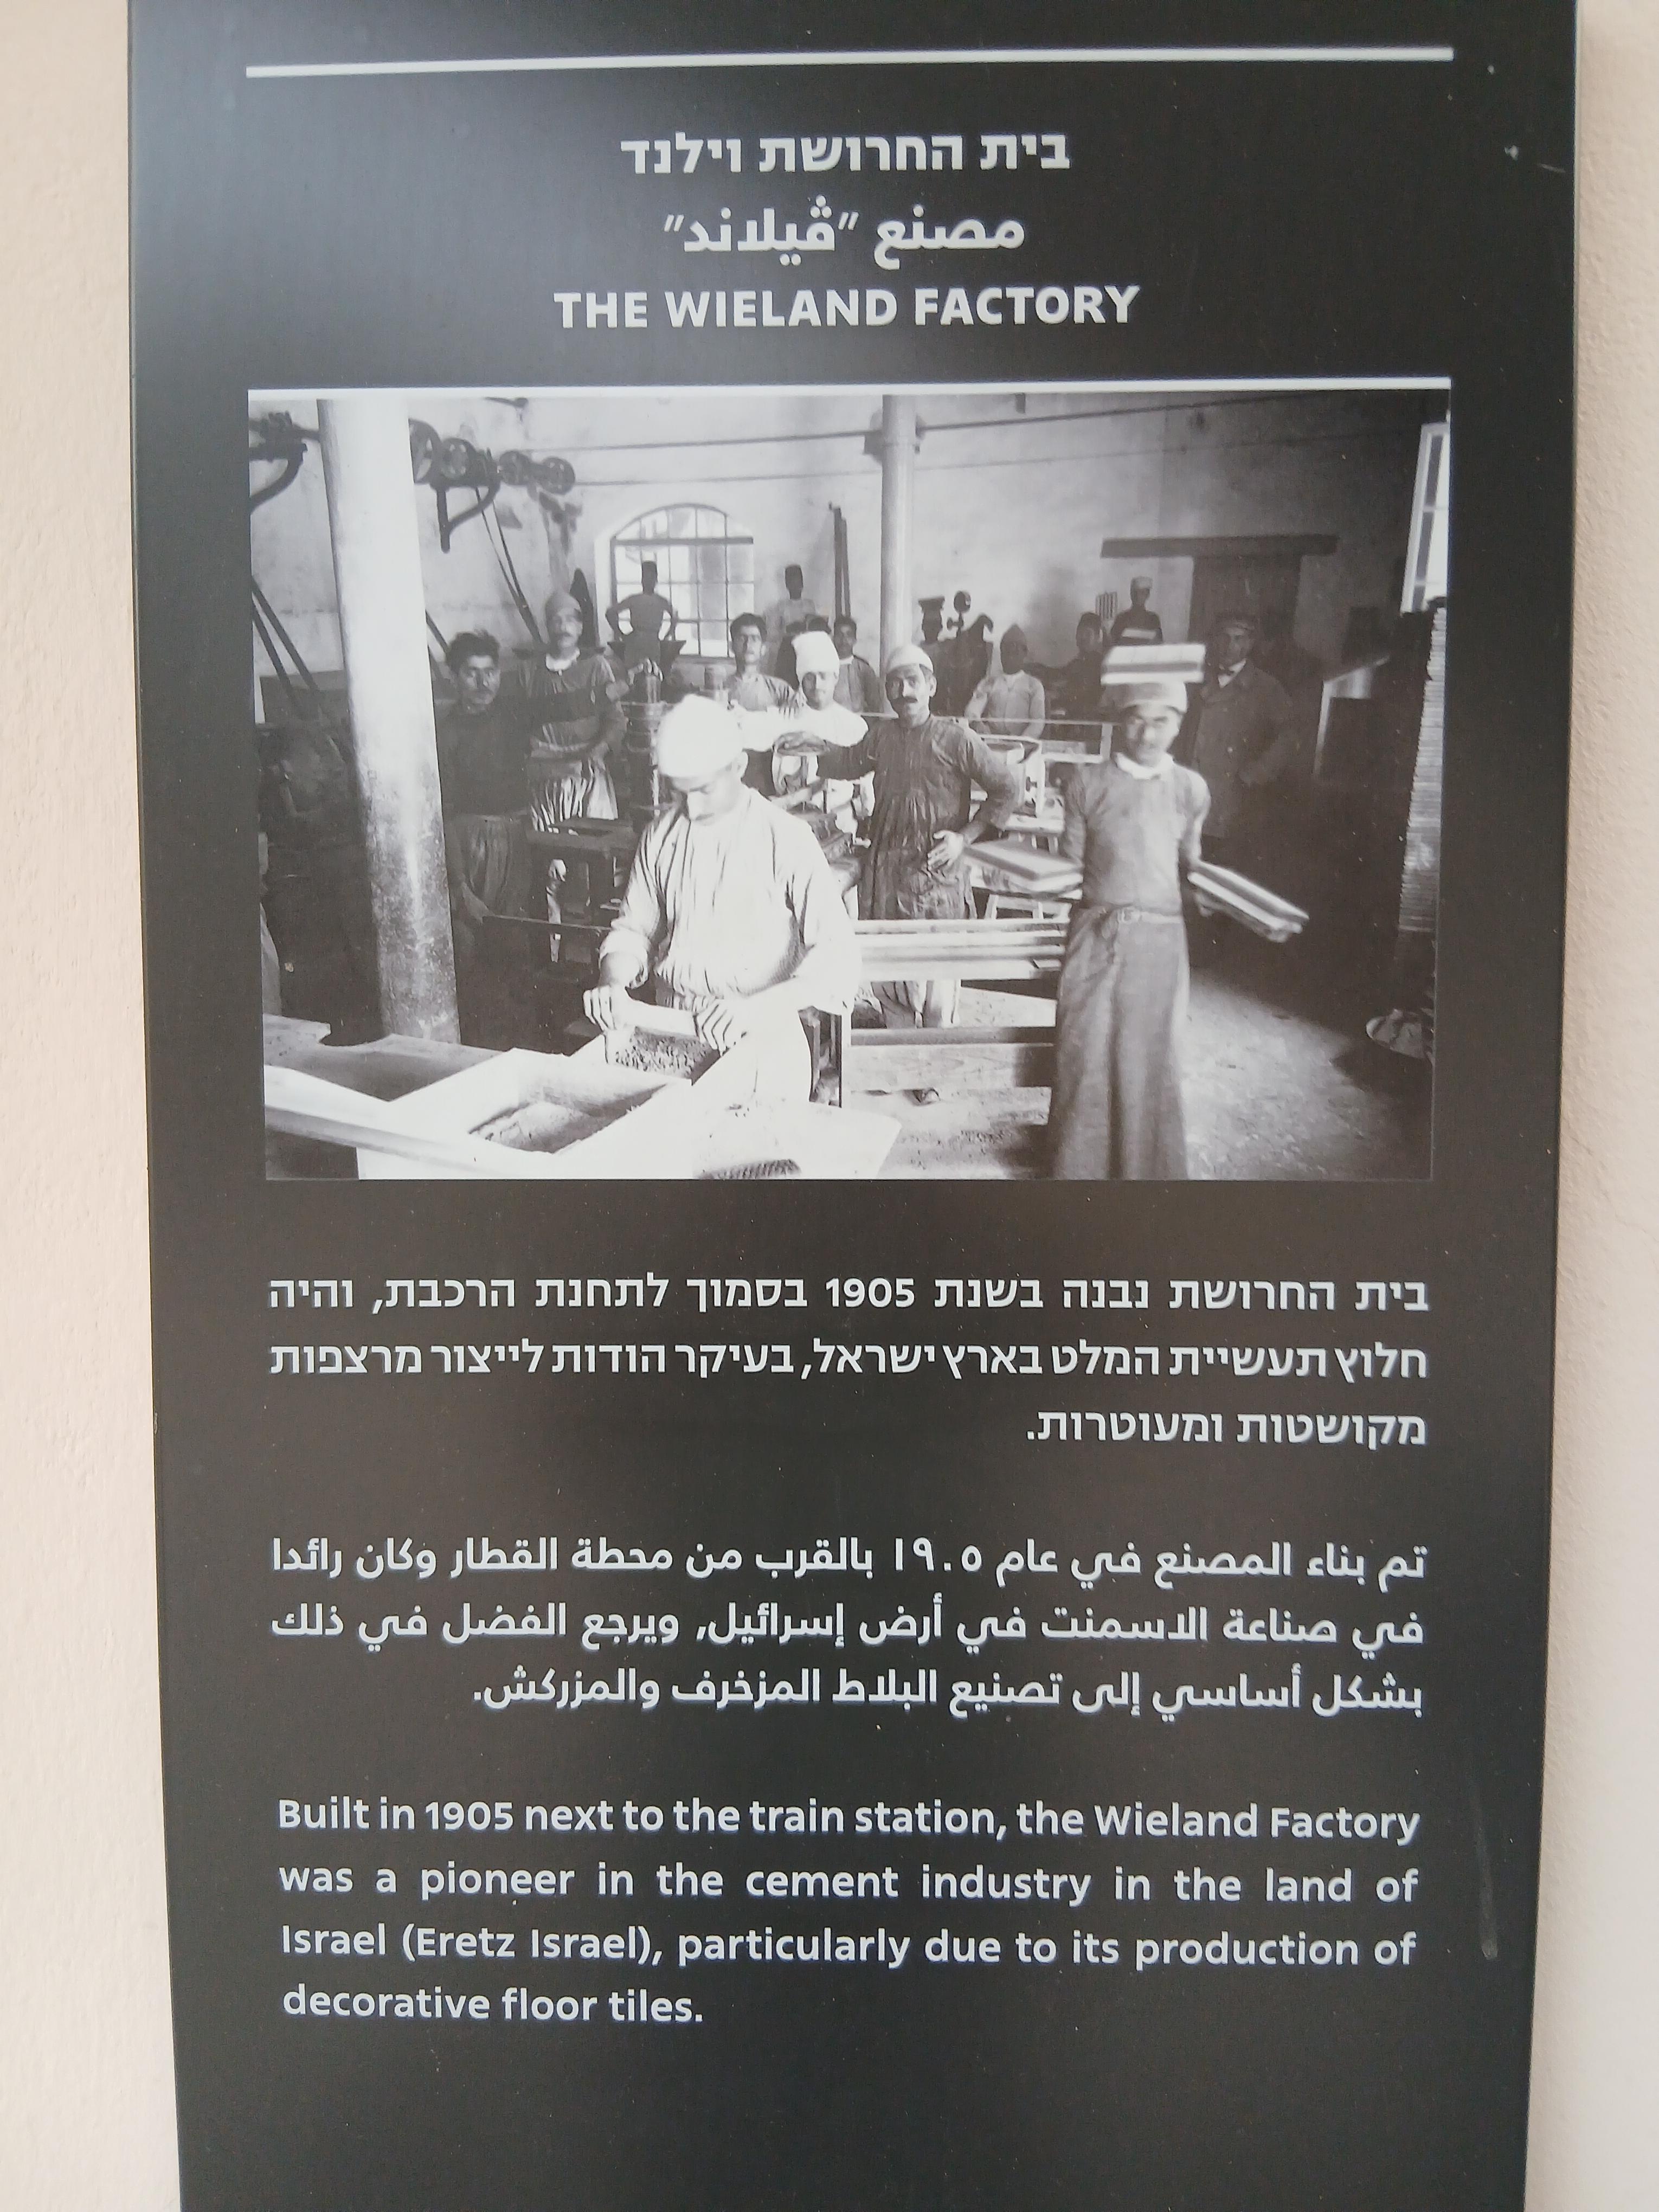 בית החרושת וילנד
مصنع "ڤيلاند"
THE WIELAND FACTORY
בית החרושת נבנה בשנת 1905 בסמוך לתחנת הרכבת, והיה
חלוץ תעשיית המלט בארץ ישראל, בעיקר הודות לייצור מרצפות
מקושטות ומעוטרות.
تم بناء المصنع في عام ١٩٠٥ بالقرب من محطة القطار وكان رائدا
في صناعة الاسمنت في أرض إسرائيل, ويرجع الفضل في ذلك
بشكل أساسي إلى تصنيع البلاط المزخرف والمزركش.
Built in 1905 next to the train station, the Wieland Factory
was a pioneer in the cement industry in the land of
Israel (Eretz Israel), particularly due to its production of
decorative floor tiles.